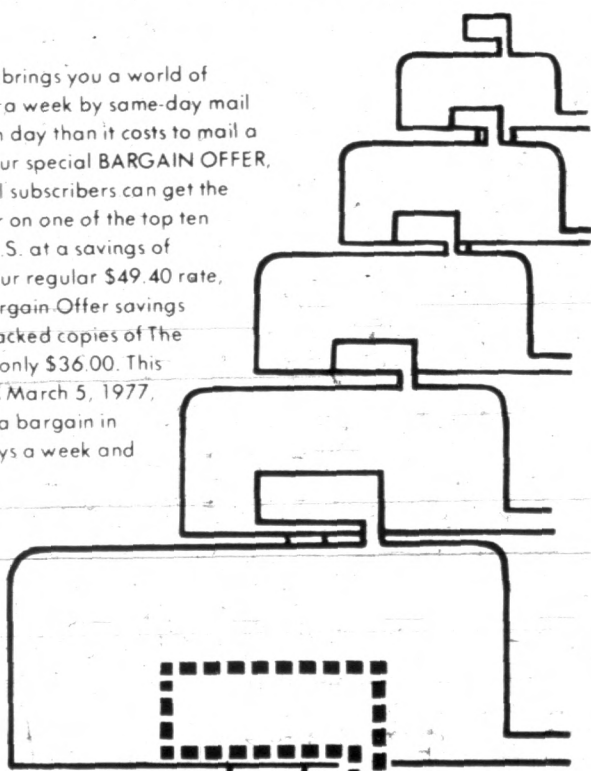 brings you a world of
a week by same-day mail
day than it costs to mail a
ur special BARGAIN OFFER,
l subscribers can get the
r on one of the top ten
.S. at a savings of
ur regular $49.40 rate,
rgain Offer savings
acked copies of The
only $36.00. This
March 5, 1977,
a bargain in
ys a week and